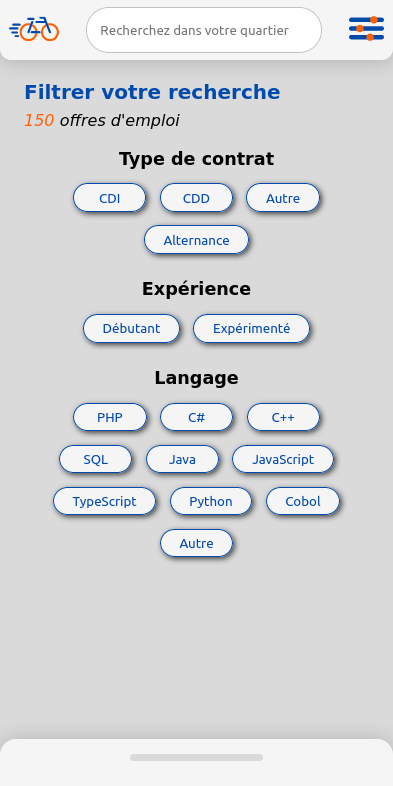 Recherchez dans votre quartier
Filtrer votre recherche
150 offres d'emploi
Type de contrat
CDI CDD Autre
Alternance
Expérience
Débutant Expérimenté
Langage
PHP C# C++
SQL Java JavaScript
TypeScript Python Cobol
Autre